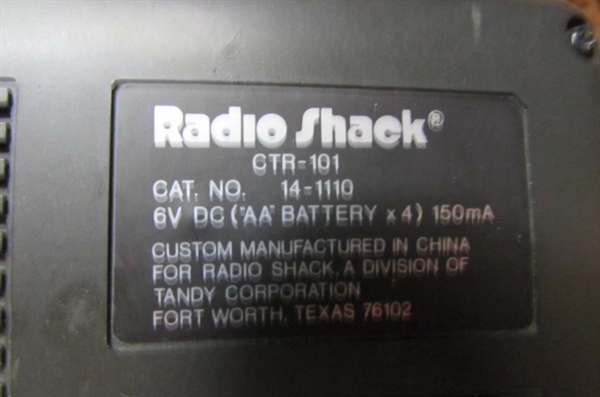 Radio Shack®
CTR-101
CAT. NO. 14-1110
6V DC ("AA" BATTERY x 4) 150mA
CUSTOM MANUFACTURED IN CHINA
FOR RADIO SHACK, A DIVISION OF
TANDY CORPORATION
FORT WORTH, TEXAS 76102